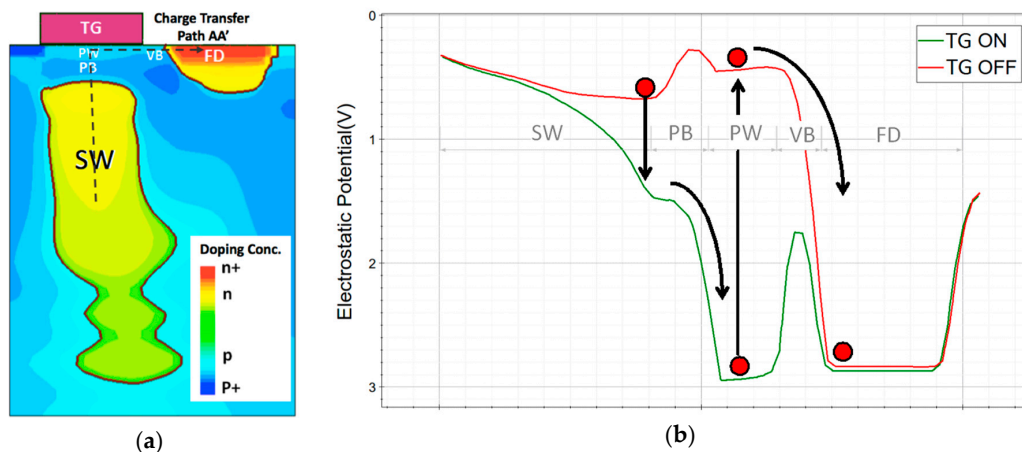 TG
Charge Transfer
Path AA'
PW
VB
FD
PB
SW
Doping Conc.
n+
n
p
P+
(a)
Electrostatic Potential(V)
0
1
2
3
TG ON
TG OFF
SW
PB
PW
VB
FD
(b)